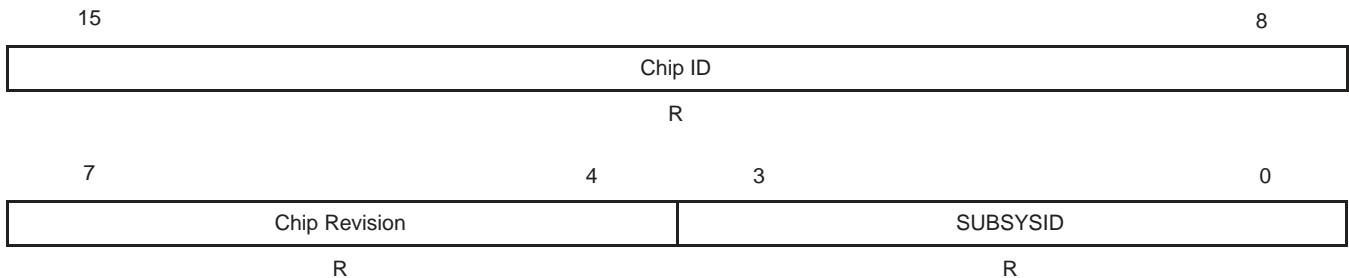 15 8
Chip ID
R
7 4 3 0
Chip Revision SUBSYSID
R R